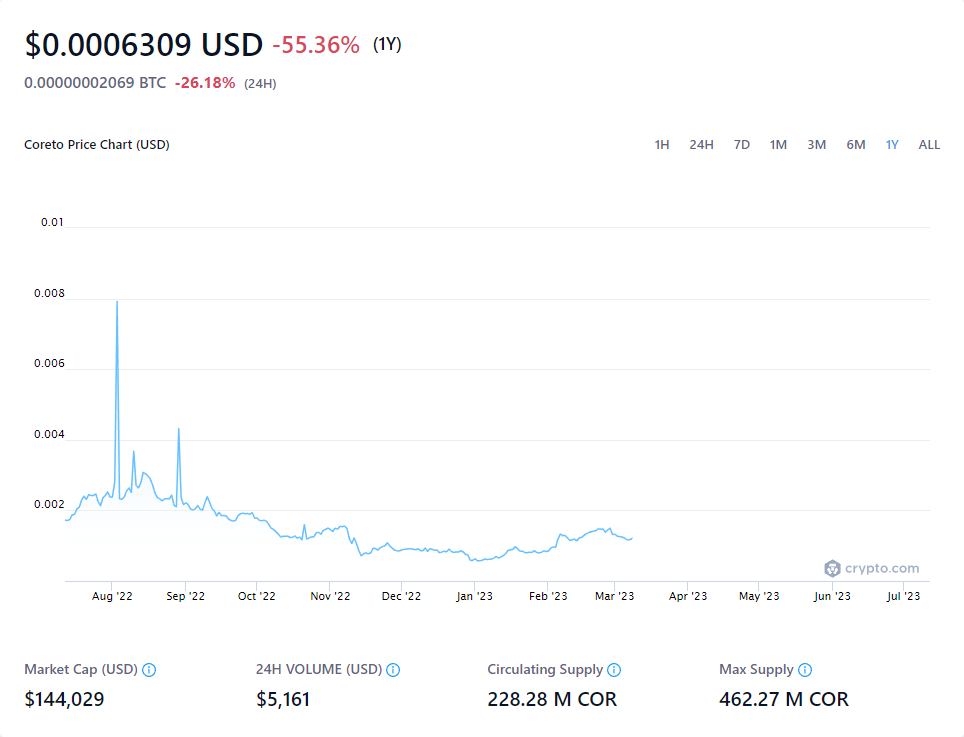 $0.0006309 USD -55.36% (1Y)
0.00000002069 BTC -26.18% (24H)
Coreto Price Chart (USD) 1H 24H 7D 1M 3M 6M 1Y ALL
0.01
0.008
0.006
0.004
0.002
crypto.com
Aug '22 Sep '22 Oct '22 Nov '22 Dec '22 Jan '23 Feb '23 Mar '23 Apr '23 May '23 Jun '23 Jul '23
Market Cap (USD) 24H VOLUME (USD) Circulating Supply Max Supply
$144,029 $5,161 228.28 M COR 462.27 M COR